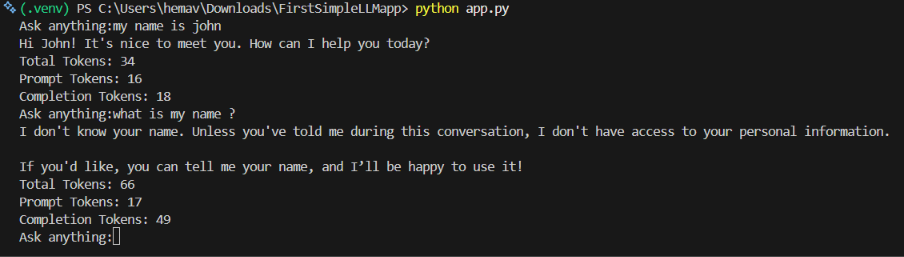 (.venv) PS C:\Users\hemav\Downloads\FirstSimpleLLMapp> python app.py
Ask anything:my name is john
Hi John! It's nice to meet you. How can I help you today?
Total Tokens: 34
Prompt Tokens: 16
Completion Tokens: 18
Ask anything:what is my name ?
I don't know your name. Unless you've told me during this conversation, I don't have access to your personal information.

If you'd like, you can tell me your name, and I’ll be happy to use it!
Total Tokens: 66
Prompt Tokens: 17
Completion Tokens: 49
Ask anything: